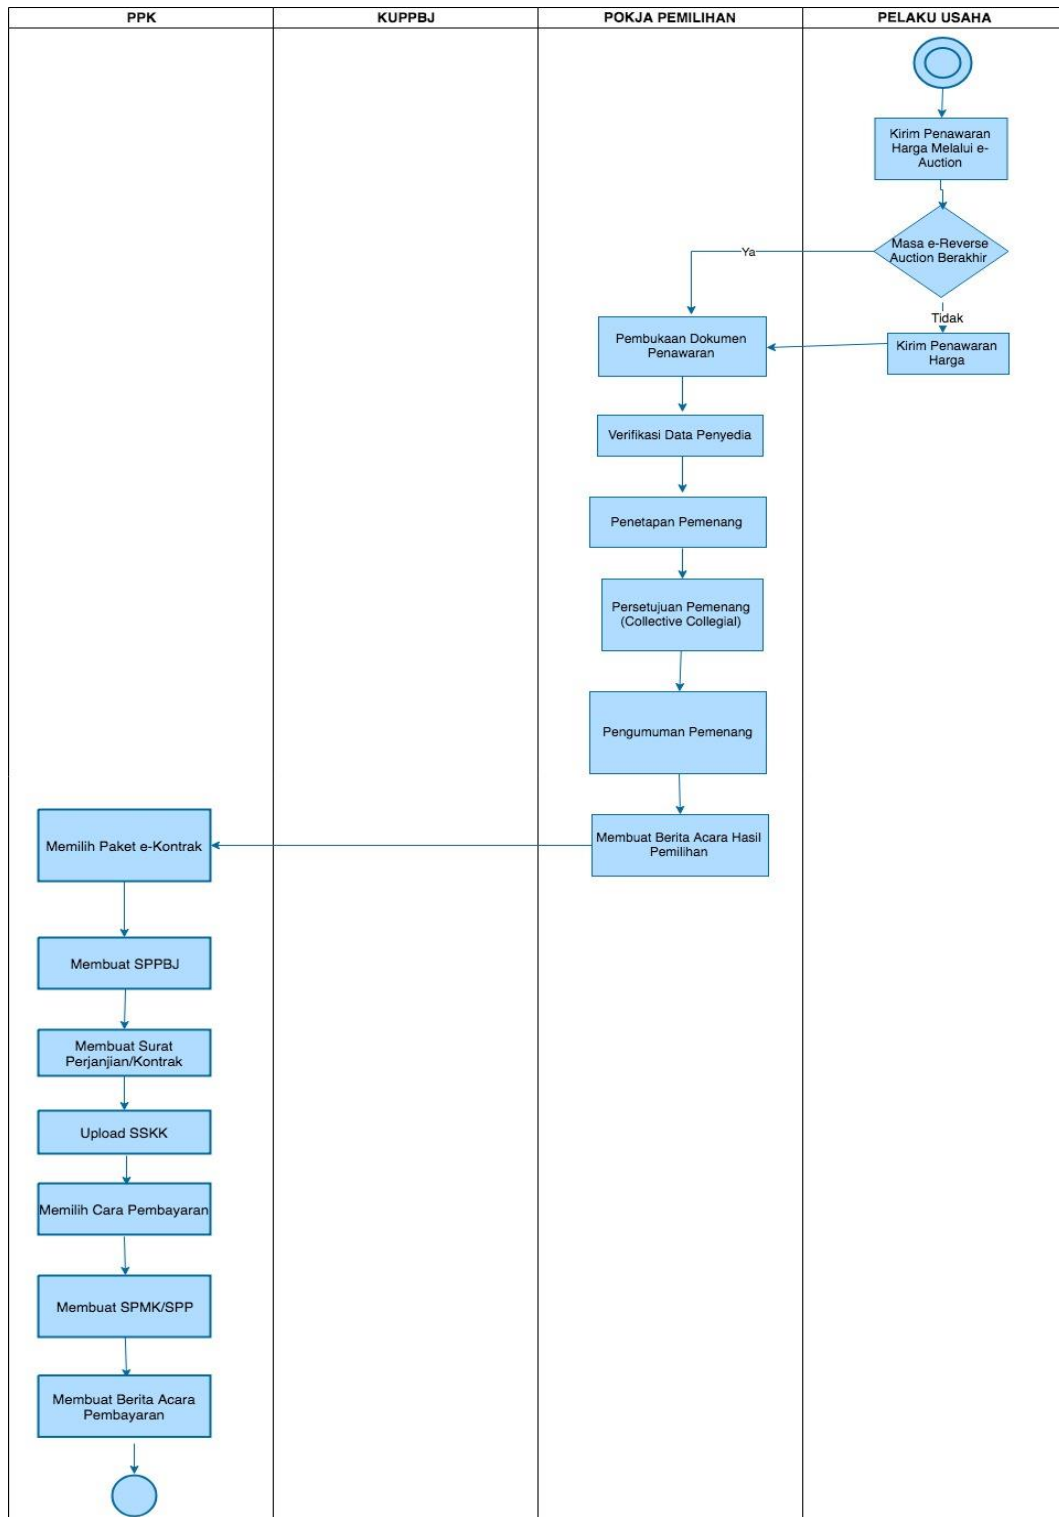 PPK
KUPPBJ
POKJA PEMILIHAN
PELAKU USAHA
Kirim Penawaran
Harga Melalui e-
Auction
Masa e-Reverse
Auction Berakhir
Ya
Tidak
Pembukaan Dokumen
Penawaran
Kirim Penawaran
Harga
Verifikasi Data Penyedia
Penetapan Pemenang
Persetujuan Pemenang
(Collective Collegial)
Pengumuman Pemenang
Membuat Berita Acara Hasil
Pemilihan
Memilih Paket e-Kontrak
Membuat SPPBJ
Membuat Surat
Perjanjian/Kontrak
Upload SSKK
Memilih Cara Pembayaran
Membuat SPMK/SPP
Membuat Berita Acara
Pembayaran